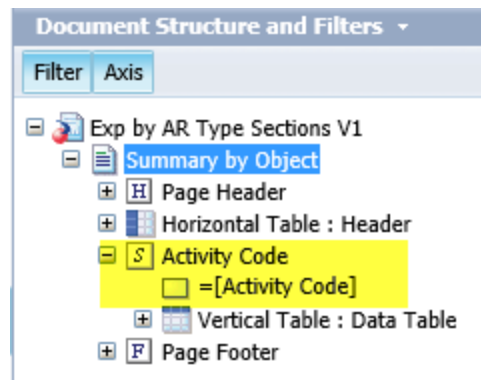 Document Structure and Filters
Filter Axis
Exp by AR Type Sections V1
Summary by Object
H Page Header
Horizontal Table : Header
S Activity Code
=[Activity Code]
Vertical Table : Data Table
F Page Footer